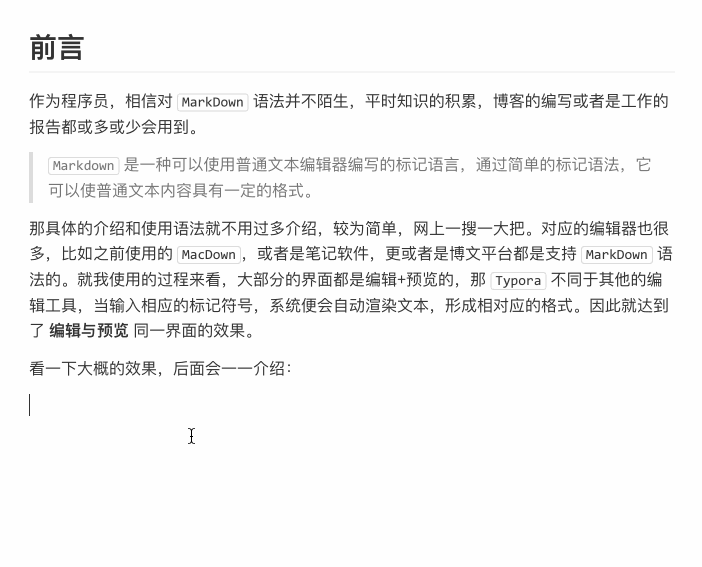 前言
作为程序员，相信对 MarkDown 语法并不陌生，平时知识的积累，博客的编写或者是工作的
报告都或多或少会用到。
Markdown 是一种可以使用普通文本编辑器编写的标记语言，通过简单的标记语法，它
可以使普通文本内容具有一定的格式。
那具体的介绍和使用语法就不用过多介绍，较为简单，网上一搜一大把。对应的编辑器也很
多，比如之前使用的 MacDown，或者是笔记软件，更或者是博文平台都是支持 MarkDown 语
法的。就我使用的过程来看，大部分的界面都是编辑+预览的，那 Typora 不同于其他的编
辑工具，当输入相应的标记符号，系统便会自动渲染文本，形成相对应的格式。因此就达到
了 编辑与预览 同一界面的效果。
看一下大概的效果，后面会一一介绍：